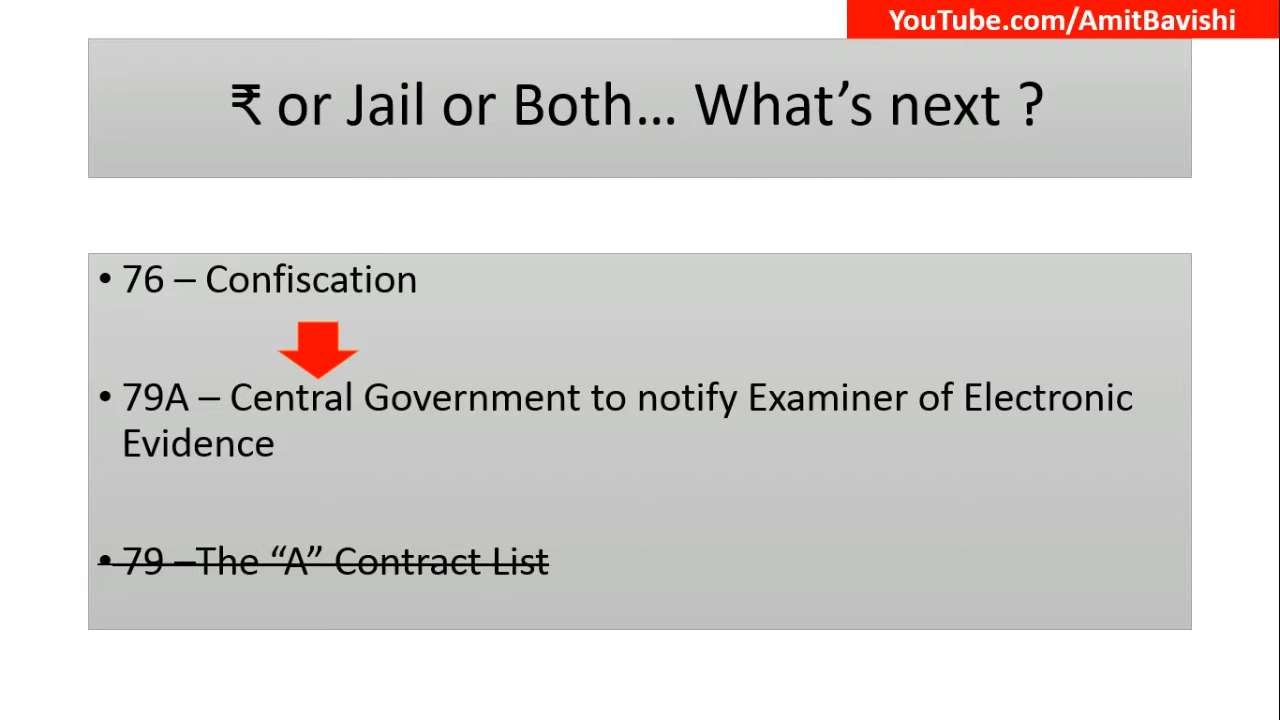 YouTube.com/AmitBavishi
₹ or Jail or Both... What's next ?
• 76 – Confiscation
• 79A – Central Government to notify Examiner of Electronic
Evidence
• 79 –The “A” Contract List